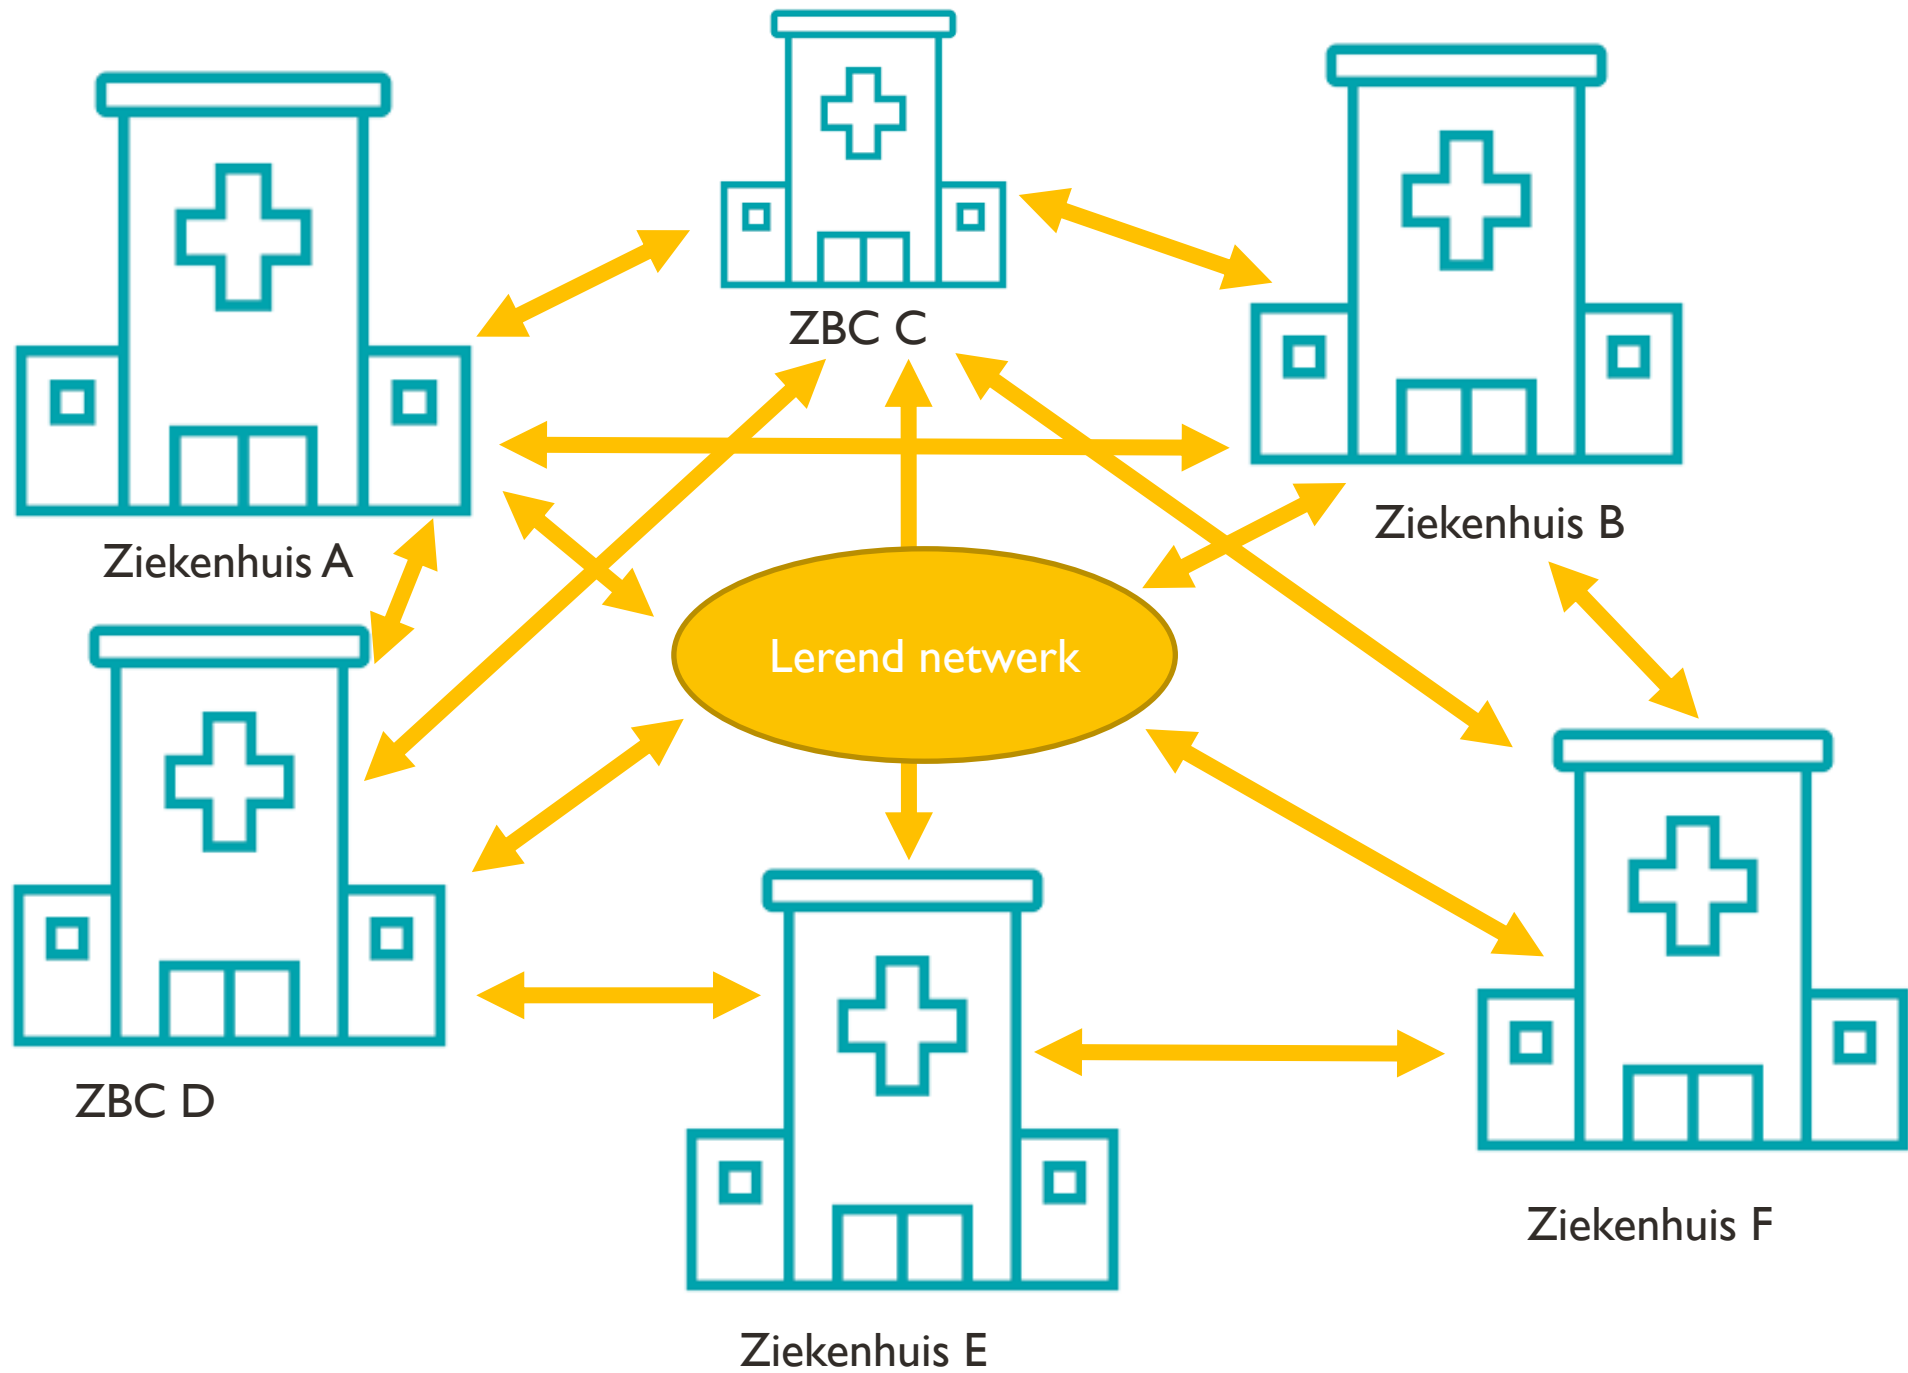 ZBC C
Ziekenhuis B
Ziekenhuis A
Lerend netwerk
ZBC D
Ziekenhuis F
Ziekenhuis E